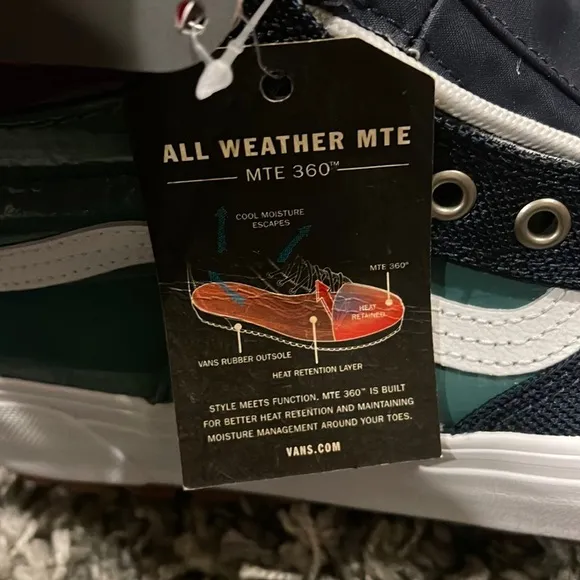 ALL WEATHER MTE
MTE 360™
COOL MOISTURE
ESCAPES
MTE 360°
HEAT
RETAINED
VANS RUBBER OUTSOLE
HEAT RETENTION LAYER
STYLE MEETS FUNCTION. MTE 360™ IS BUILT
FOR BETTER HEAT RETENTION AND MAINTAINING
MOISTURE MANAGEMENT AROUND YOUR TOES.
VANS.COM